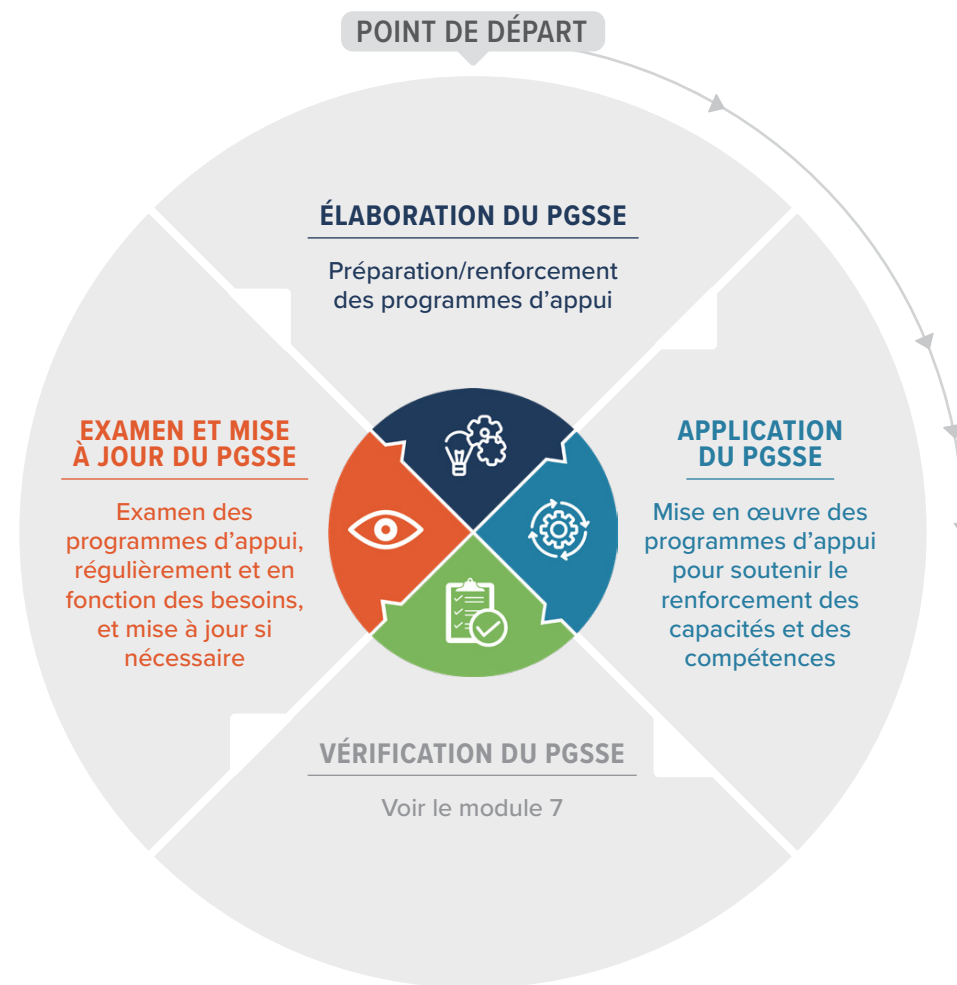 POINT DE DÉPART
ÉLABORATION DU PGSSE
Préparation/renforcement
des programmes d'appui
EXAMEN ET MISE
À JOUR DU PGSSE
Examen des
programmes d'appui,
régulièrement et en
fonction des besoins,
et mise à jour si
nécessaire
APPLICATION
DU PGSSE
Mise en œuvre des
programmes d'appui
pour soutenir le
renforcement des
capacités et des
compétences
VÉRIFICATION DU PGSSE
Voir le module 7